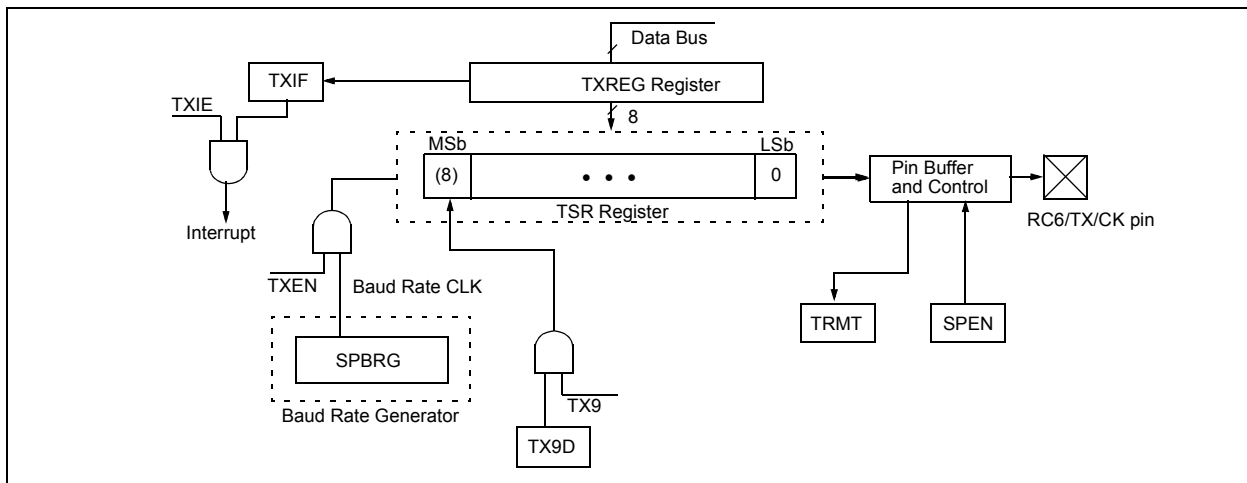 Data Bus
TXIF
TXREG Register
TXIE
8
MSb
LSb
(8)
• • •
0
Pin Buffer
and Control
TSR Register
Interrupt
RC6/TX/CK pin
TXEN
Baud Rate CLK
TRMT
SPEN
SPBRG
TX9
Baud Rate Generator
TX9D